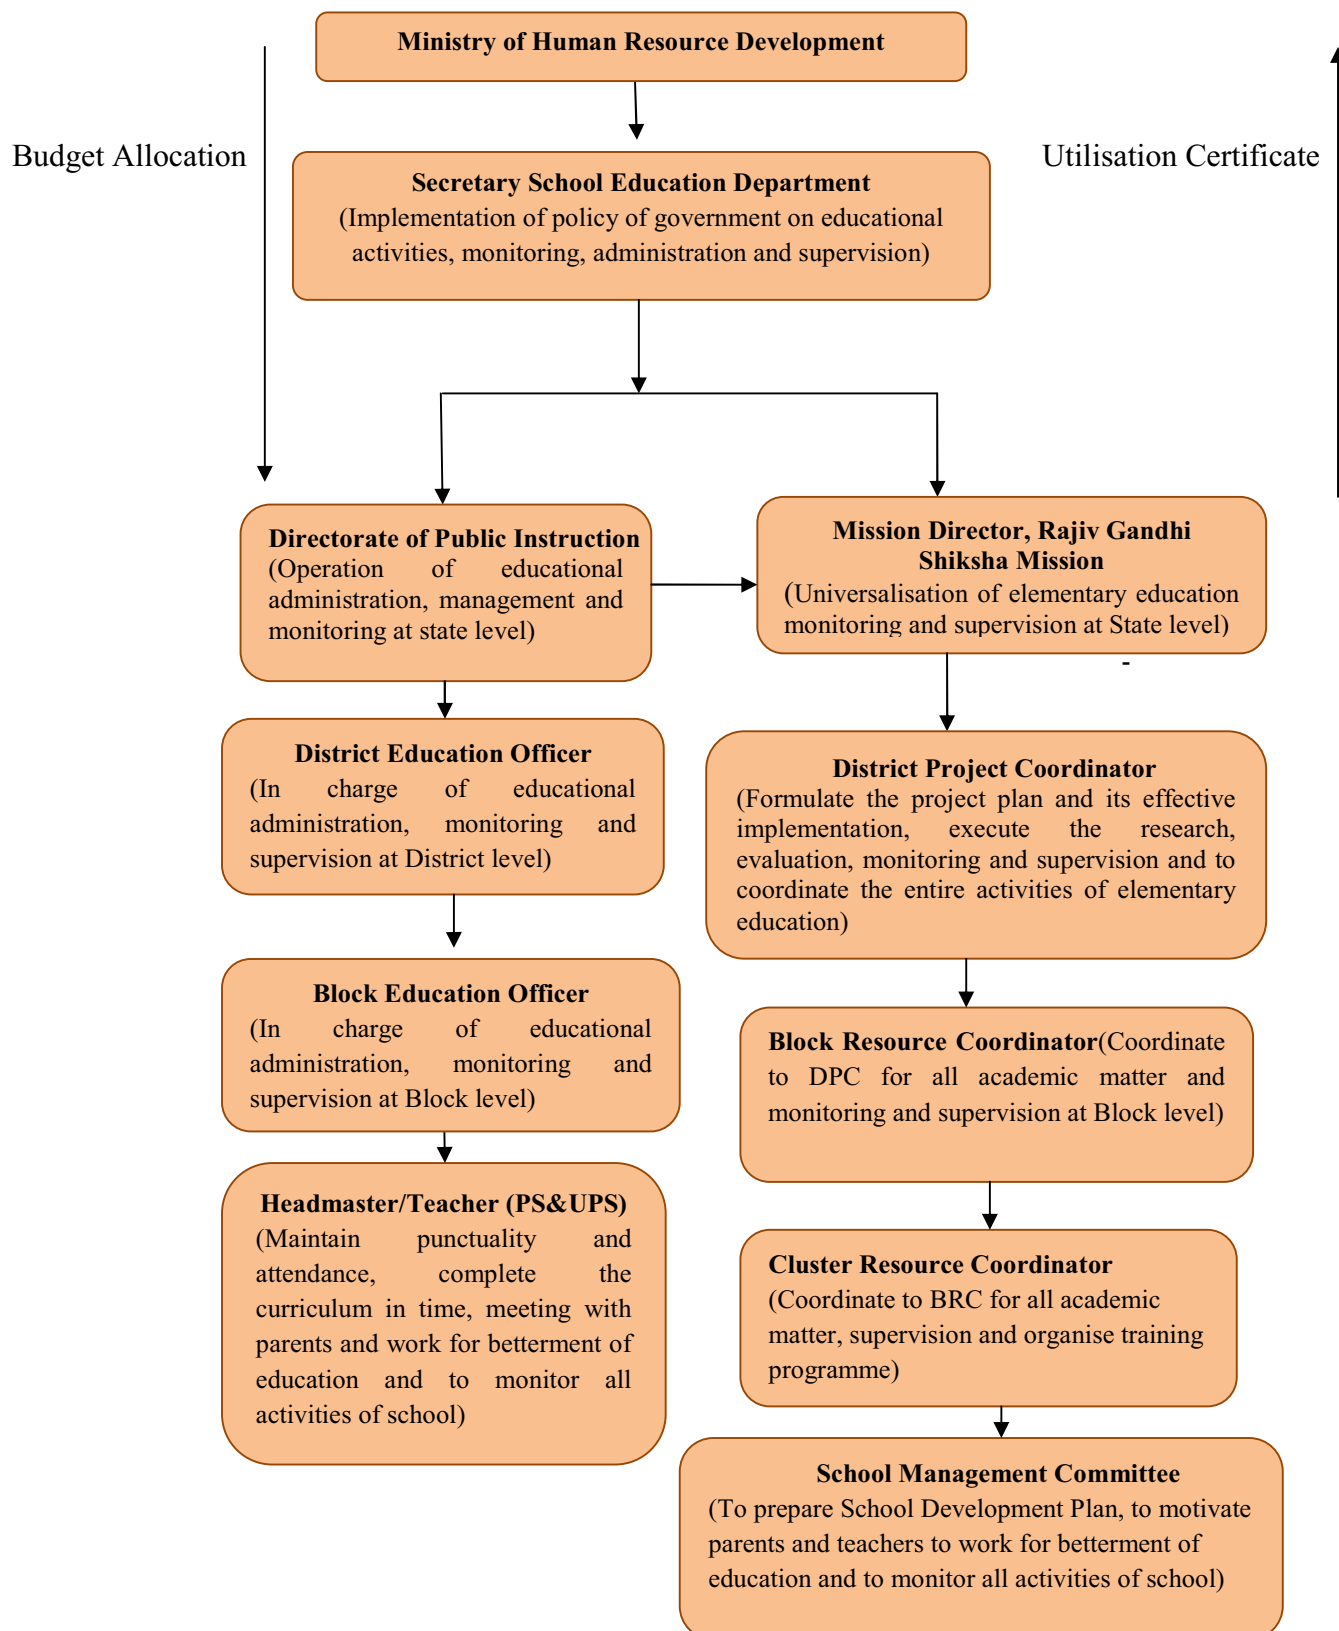 Ministry of Human Resource Development
Budget Allocation
Utilisation Certificate
Secretary School Education Department
(Implementation of policy of government on educational
activities, monitoring, administration and supervision)
Directorate of Public Instruction
(Operation of educational
administration, management and
monitoring at state level)
Mission Director, Rajiv Gandhi
Shiksha Mission
(Universalisation of elementary education
monitoring and supervision at State level)
-
District Education Officer
(In charge of educational
administration, monitoring and
supervision at District level)
District Project Coordinator
(Formulate the project plan and its effective
implementation, execute the research,
evaluation, monitoring and supervision and to
coordinate the entire activities of elementary
education)
Block Education Officer
(In charge of educational
administration, monitoring and
supervision at Block level)
Block Resource Coordinator(Coordinate
to DPC for all academic matter and
monitoring and supervision at Block level)
Headmaster/Teacher (PS&UPS)
(Maintain punctuality and
attendance, complete the
curriculum in time, meeting with
parents and work for betterment of
education and to monitor all
activities of school)
Cluster Resource Coordinator
(Coordinate to BRC for all academic
matter, supervision and organise training
programme)
School Management Committee
(To prepare School Development Plan, to motivate
parents and teachers to work for betterment of
education and to monitor all activities of school)